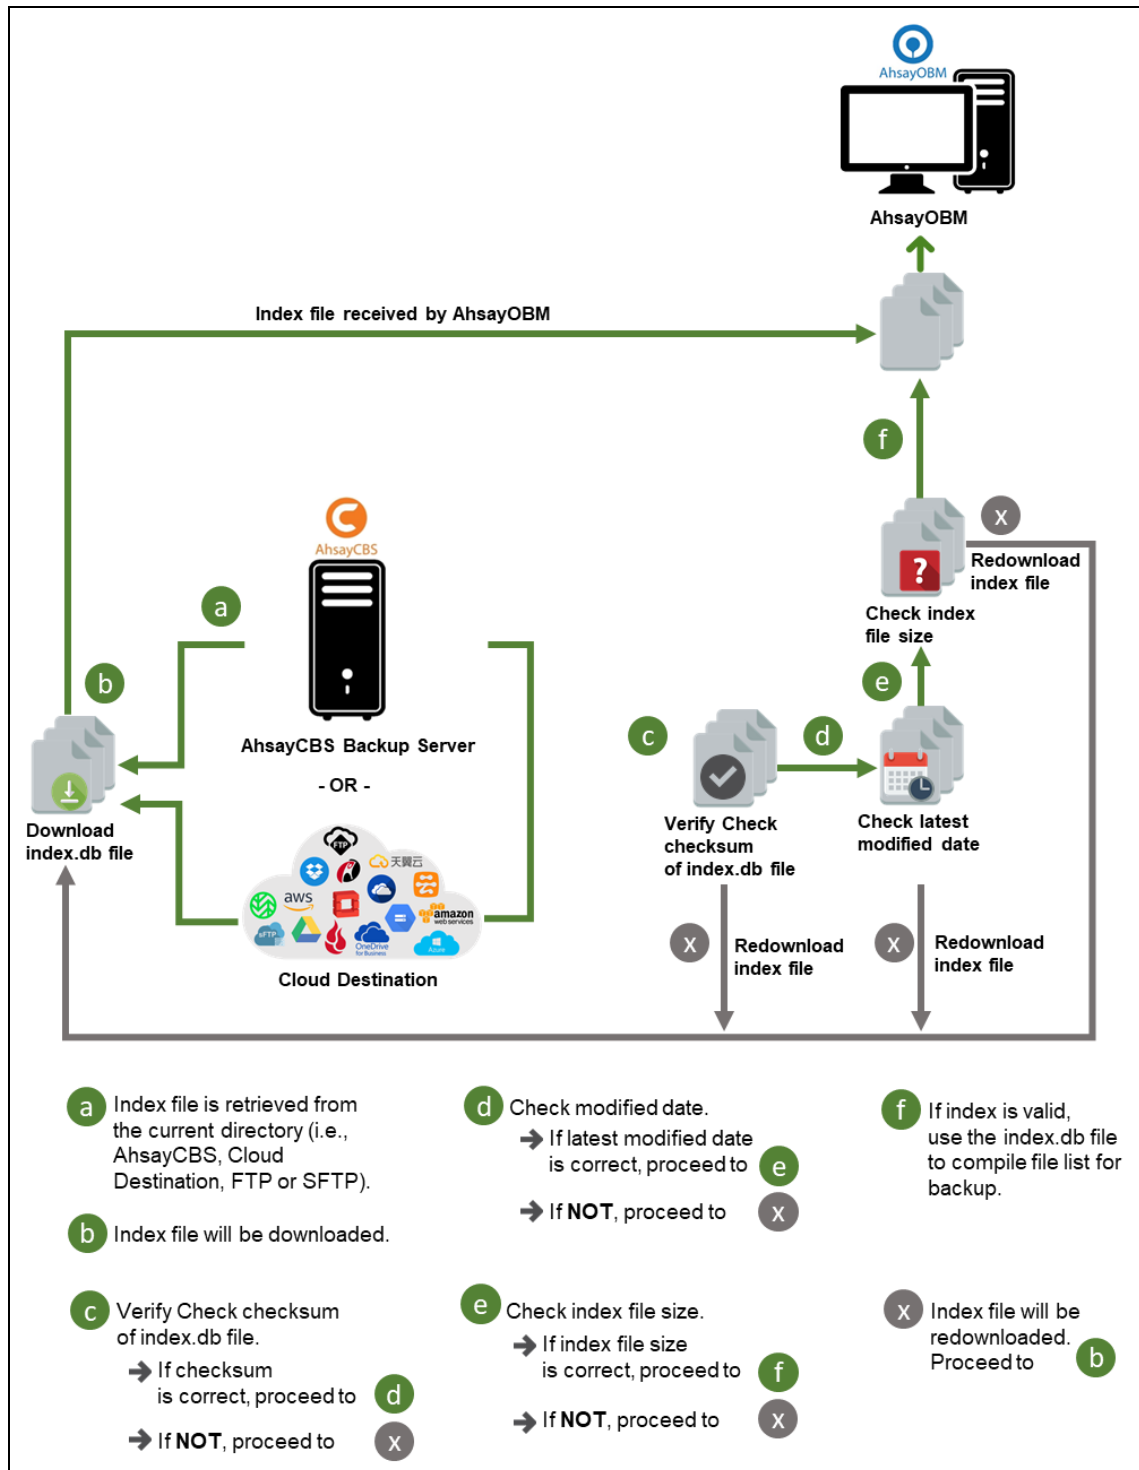 AhsayOBM
AhsayOBM
Index file received by AhsayOBM
f
x
Redownload
index file
?
Check index
file size
AhsayCBS
a
b
e
c
d
AhsayCBS Backup Server
- OR -
Download
index.db file
Verify Check
checksum
of index.db file
Check latest
modified date
FTP
天翼云
aws
amazon
web services
sFTP
OneDrive
for Business
Azure
Cloud Destination
x
Redownload
index file
x
Redownload
index file
a
Index file is retrieved from
the current directory (i.e.,
AhsayCBS, Cloud
Destination, FTP or SFTP).
b
Index file will be downloaded.
c
Verify Check checksum
of index.db file.
➔ If checksum
is correct, proceed to d
➔ If NOT, proceed to x
d
Check modified date.
➔ If latest modified date
is correct, proceed to e
➔ If NOT, proceed to x
e
Check index file size.
➔ If index file size
is correct, proceed to f
➔ If NOT, proceed to x
f
If index is valid,
use the index.db file
to compile file list for
backup.
x
Index file will be
redownloaded.
Proceed to b